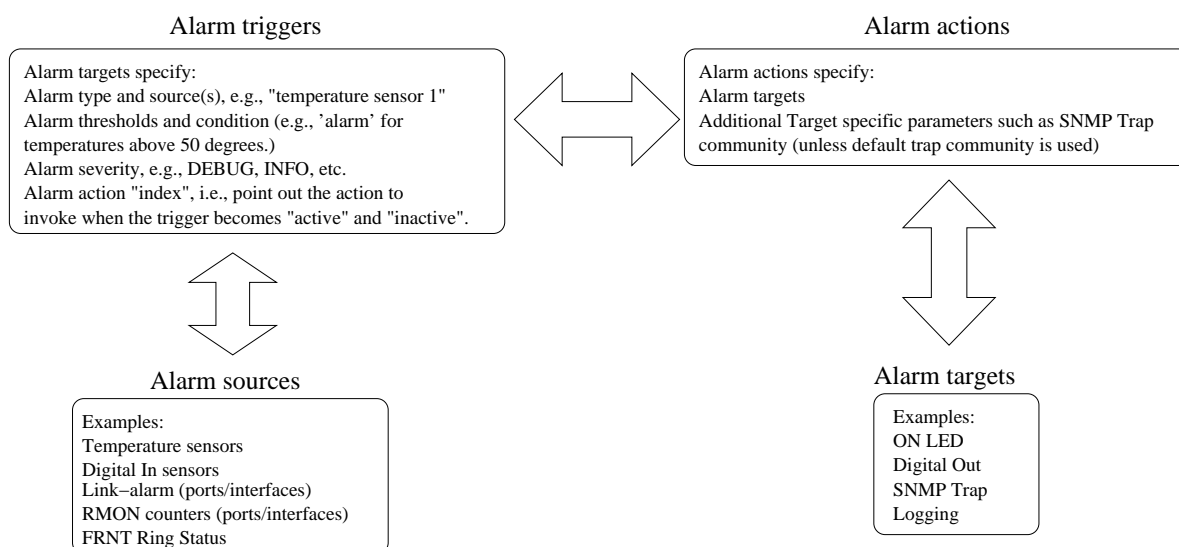 Alarm triggers
Alarm targets specify:
Alarm type and source(s), e.g., "temperature sensor 1"
Alarm thresholds and condition (e.g., ’alarm’ for
temperatures above 50 degrees.)
Alarm severity, e.g., DEBUG, INFO, etc.
Alarm action "index", i.e., point out the action to
invoke when the trigger becomes "active" and "inactive".
Alarm actions
Alarm actions specify:
Alarm targets
Additional Target specific parameters such as SNMP Trap
community (unless default trap community is used)
Alarm sources
Examples:
Temperature sensors
Digital In sensors
Link−alarm (ports/interfaces)
RMON counters (ports/interfaces)
FRNT Ring Status
Alarm targets
Examples:
ON LED
Digital Out
SNMP Trap
Logging